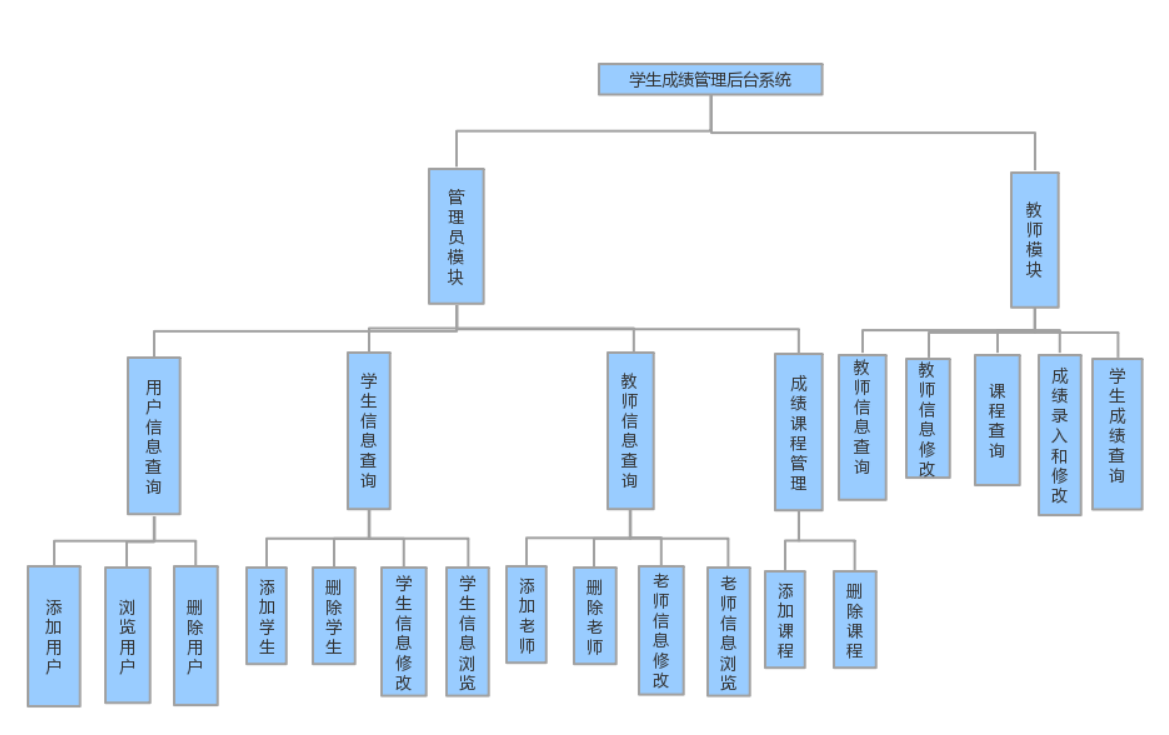 学生成绩管理后台系统
管理员模块
教师模块
用户信息查询
学生信息查询
教师信息查询
成绩课程管理
教师信息查询
教师信息修改
课程查询
成绩录入和修改
学生成绩查询
添加用户
浏览用户
删除用户
添加学生
删除学生
学生信息修改
学生信息浏览
添加老师
删除老师
老师信息修改
老师信息浏览
添加课程
删除课程